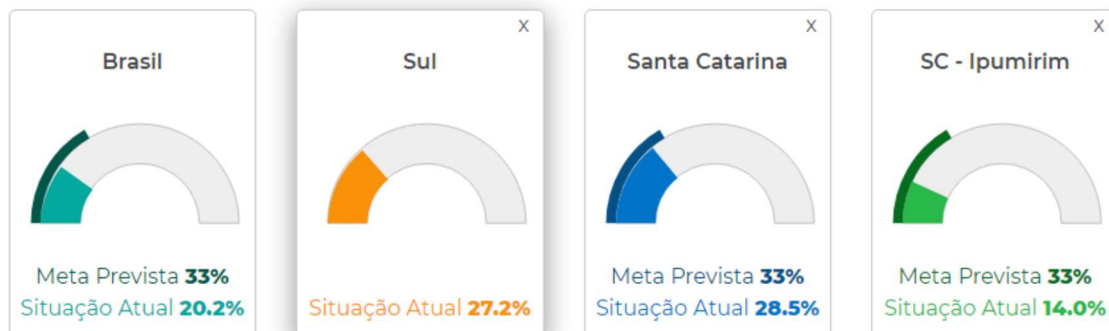 Brasil
Meta Prevista 33%
Situação Atual 20.2%
X
Sul
Situação Atual 27.2%
X
Santa Catarina
Meta Prevista 33%
Situação Atual 28.5%
X
SC - Ipumirim
Meta Prevista 33%
Situação Atual 14.0%